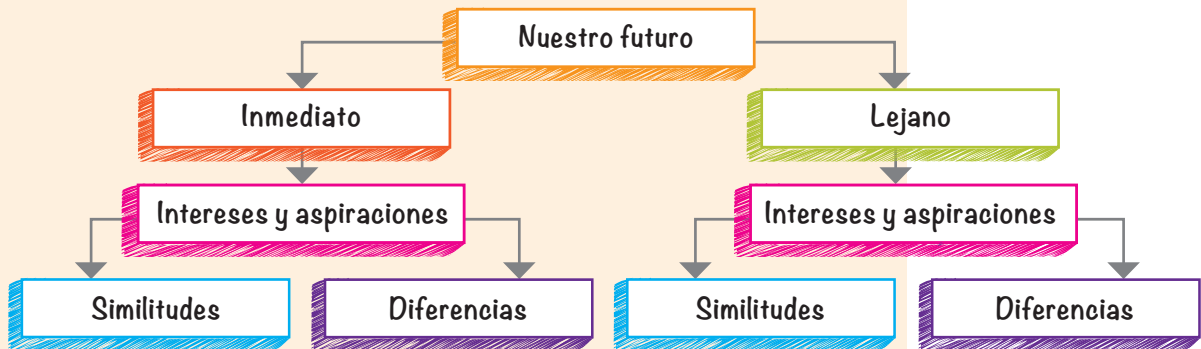 Nuestro futuro
Inmediato
Lejano
Intereses y aspiraciones
Intereses y aspiraciones
Similitudes
Diferencias
Similitudes
Diferencias